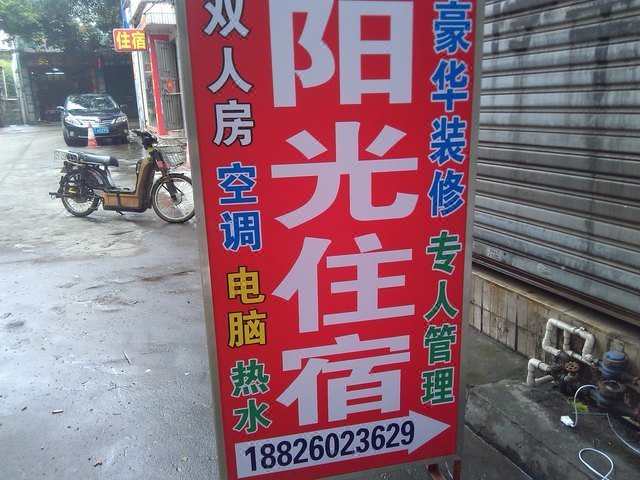 住宿
双人房
空调
电脑
热水
阳光住宿
豪华装修
专人管理
18826023629